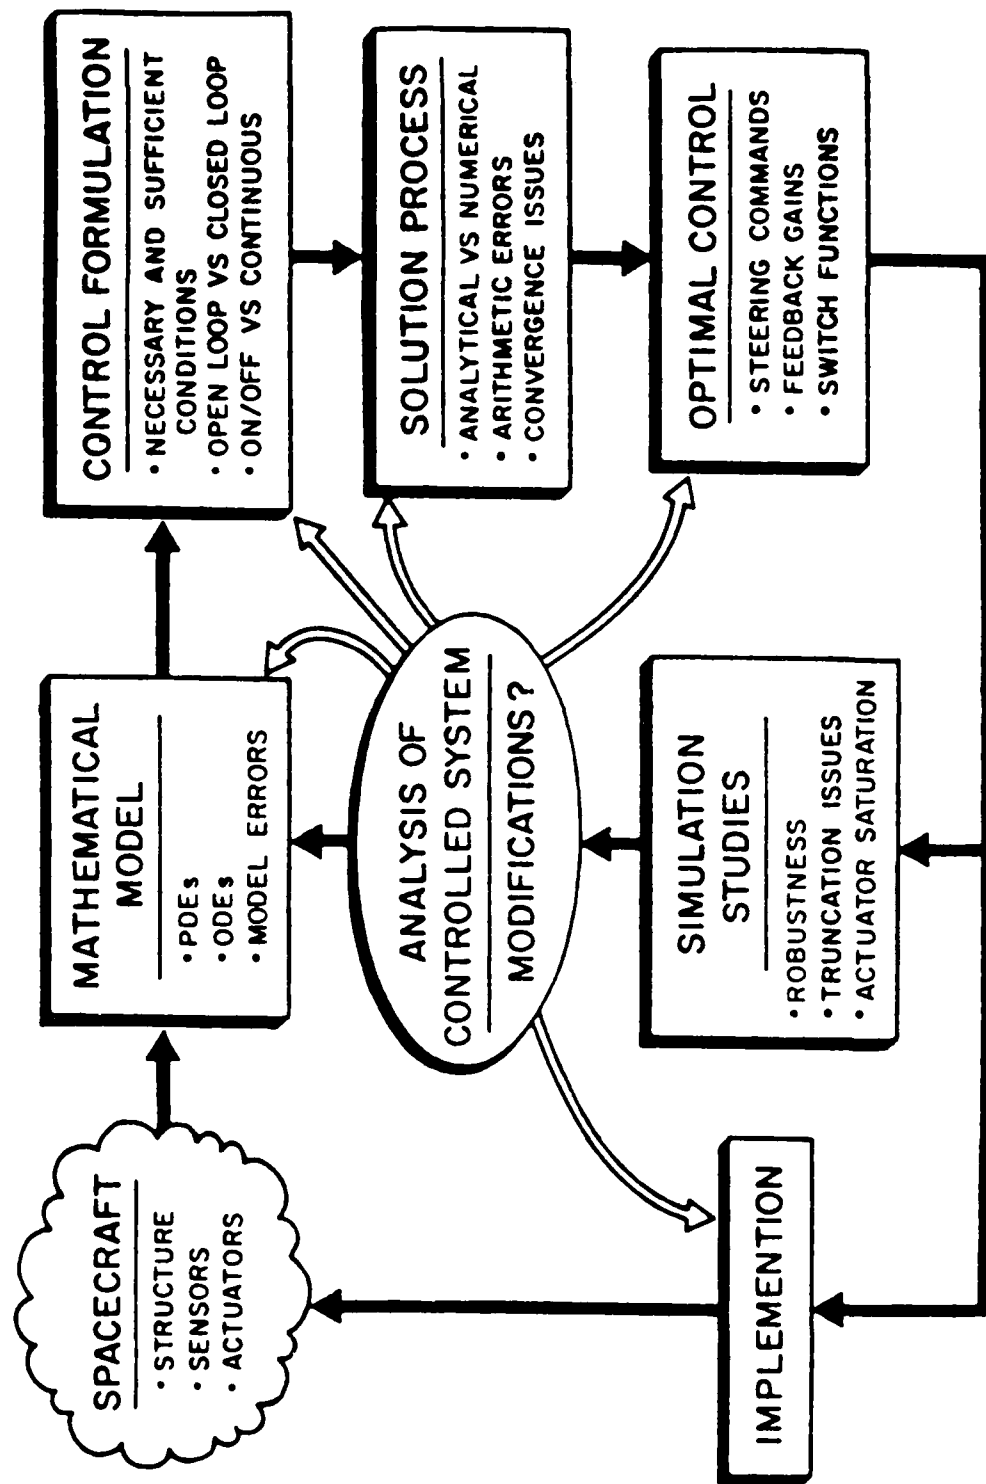 SPACECRAFT
• STRUCTURE
• SENSORS
• ACTUATORS
MATHEMATICAL
MODEL
• PDEs
• ODEs
• MODEL ERRORS
CONTROL FORMULATION
• NECESSARY AND SUFFICIENT
CONDITIONS
• OPEN LOOP VS CLOSED LOOP
• ON/OFF VS CONTINUOUS
SOLUTION PROCESS
• ANALYTICAL VS NUMERICAL
• ARITHMETIC ERRORS
• CONVERGENCE ISSUES
OPTIMAL CONTROL
• STEERING COMMANDS
• FEEDBACK GAINS
• SWITCH FUNCTIONS
ANALYSIS OF
CONTROLLED SYSTEM
MODIFICATIONS?
SIMULATION
STUDIES
• ROBUSTNESS
• TRUNCATION ISSUES
• ACTUATOR SATURATION
IMPLEMENTION